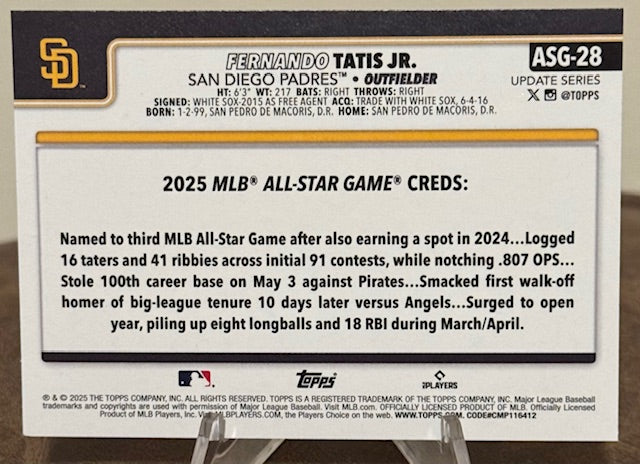 SD
FERNANDO TATIS JR.
ASG-28
SAN DIEGO PADRES™ • OUTFIELDER
UPDATE SERIES
HT: 6'3" WT: 217 BATS: RIGHT THROWS: RIGHT
@TOPPS
SIGNED: WHITE SOX-2015 AS FREE AGENT ACQ: TRADE WITH WHITE SOX, 6-4-16
BORN: 1-2-99, SAN PEDRO DE MACORIS, D.R. HOME: SAN PEDRO DE MACORIS, D.R.
2025 MLB® ALL-STAR GAME® CREDS:
Named to third MLB All-Star Game after also earning a spot in 2024...Logged
16 taters and 41 ribbies across initial 91 contests, while notching .807 OPS...
Stole 100th career base on May 3 against Pirates...Smacked first walk-off
homer of big-league tenure 10 days later versus Angels...Surged to open
year, piling up eight longballs and 18 RBI during March/April.
Topps
PLAYERS
® & © 2025 THE TOPPS COMPANY, INC. ALL RIGHTS RESERVED. TOPPS IS A REGISTERED TRADEMARK OF THE TOPPS COMPANY, INC. Major League Baseball
trademarks and copyrights are used with permission of Major League Baseball. Visit MLB.com. OFFICIALLY LICENSED PRODUCT OF MLB. Officially Licensed
Product of MLB Players, Inc. Visit MLBPLAYERS.COM, the Players Choice on the web. WWW.TOPPS.COM. CODE#CMP116412